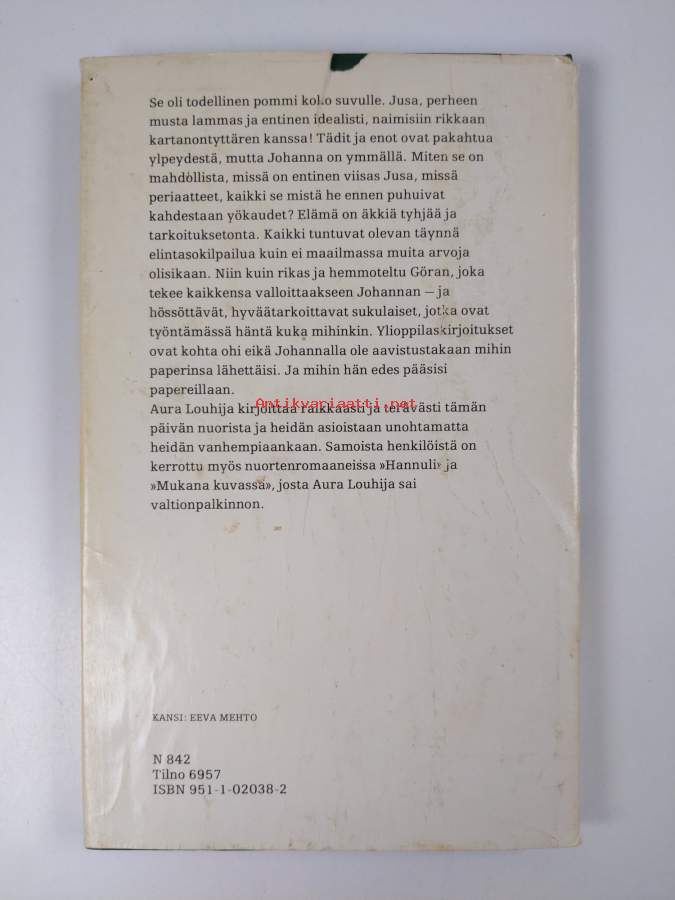 Se oli todellinen pommi koko suvulle. Jusa, perheen
musta lammas ja entinen idealisti, naimisiin rikkaan
kartanontyttären kanssa! Tädit ja enot ovat pakahtua
ylpeydestä, mutta Johanna on ymmällä. Miten se on
mahdollista, missä on entinen viisas Jusa, missä
periaatteet, kaikki se mistä he ennen puhuivat
kahdestaan yökaudet? Elämä on äkkiä tyhjää ja
tarkoituksetonta. Kaikki tuntuvat olevan täynnä
elintasokilpailua kuin ei maailmassa muita arvoja
olisikaan. Niin kuin rikas ja hemmoteltu Göran, joka
tekee kaikkensa valloittaakseen Johannan — ja
hössöttävät, hyväätarkoittavat sukulaiset, jotka ovat
työntämässä häntä kuka mihinkin. Ylioppilaskirjoitukset
ovat kohta ohi eikä Johannalla ole aavistustakaan mihin
paperinsa lähettäisi. Ja mihin hän edes pääsisi
papereillaan.
Antikvariaatti.net
Aura Louhija kirjoittaa raikkaasti ja terävästi tämän
päivän nuorista ja heidän asioistaan unohtamatta
heidän vanhempiaankaan. Samoista henkilöistä on
kerrottu myös nuortenromaaneissa »Hannuli» ja
»Mukana kuvassa», josta Aura Louhija sai
valtionpalkinnon.
KANSI: EEVA MEHTO
N 842
Tilno 6957
ISBN 951-1-02038-2